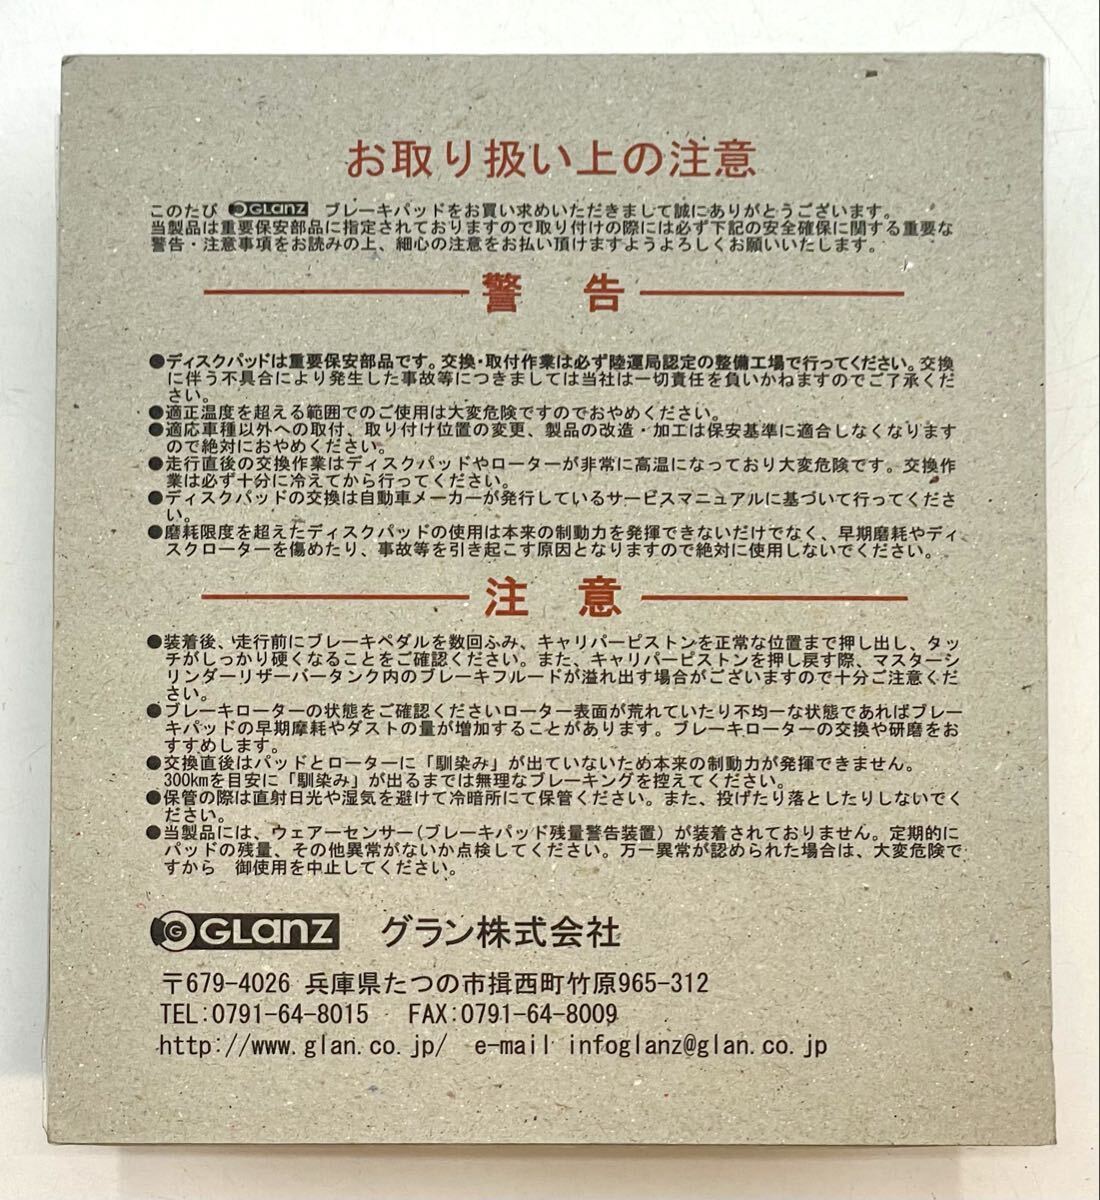 お取り扱い上の注意
このたび GLanz ブレーキパッドをお買い求めいただきまして誠にありがとうございます。
当製品は重要保安部品に指定されておりますので取り付けの際には必ず下記の安全確保に関する重要な
警告・注意事項をお読みの上、細心の注意をお払い頂けますようよろしくお願いいたします。
警 告
●ディスクパッドは重要保安部品です。交換・取付作業は必ず陸運局認定の整備工場で行ってください。交換
に伴う不具合により発生した事故等につきましては当社は一切責任を負いかねますのでご了承くだ
さい。
●適正温度を超える範囲でのご使用は大変危険ですのでおやめください。
●適応車種以外への取付、取り付け位置の変更、製品の改造・加工は保安基準に適合しなくなります
ので絶対におやめください。
●走行直後の交換作業はディスクパッドやローターが非常に高温になっており大変危険です。交換作
業は必ず十分に冷えてから行ってください。
●ディスクパッドの交換は自動車メーカーが発行しているサービスマニュアルに基づいて行ってくださ
い。
●磨耗限度を超えたディスクパッドの使用は本来の制動力を発揮できないだけでなく、早期磨耗やディ
スクローターを傷めたり、事故等を引き起こす原因となりますので絶対に使用しないでください。
注 意
●装着後、走行前にブレーキペダルを数回ふみ、キャリパーピストンを正常な位置まで押し出し、タッ
チがしっかり硬くなることをご確認ください。また、キャリパーピストンを押し戻す際、マスターシ
リンダーリザーバータンク内のブレーキフルードが溢れ出す場合がございますので十分ご注意くだ
さい。
●ブレーキローターの状態をご確認くださいローター表面が荒れていたり不均一な状態であればブレー
キパッドの早期摩耗やダストの量が増加することがあります。ブレーキローターの交換や研磨をお
すすめします。
●交換直後はパッドとローターに「馴染み」が出ていないため本来の制動力が発揮できません。
300kmを目安に「馴染み」が出るまでは無理なブレーキングを控えてください。
●保管の際は直射日光や湿気を避けて冷暗所にて保管ください。また、投げたり落としたりしないでく
ださい。
●当製品には、ウェアーセンサー(ブレーキパッド残量警告装置)が装着されておりません。定期的に
パッドの残量、その他異常がないか点検してください。万一異常が認められた場合は、大変危険で
すから 御使用を中止してください。
G GLanz グラン株式会社
〒679-4026 兵庫県たつの市揖西町竹原965-312
TEL:0791-64-8015 FAX:0791-64-8009
http://www.glan.co.jp/ e-mail infoglanz@glan.co.jp